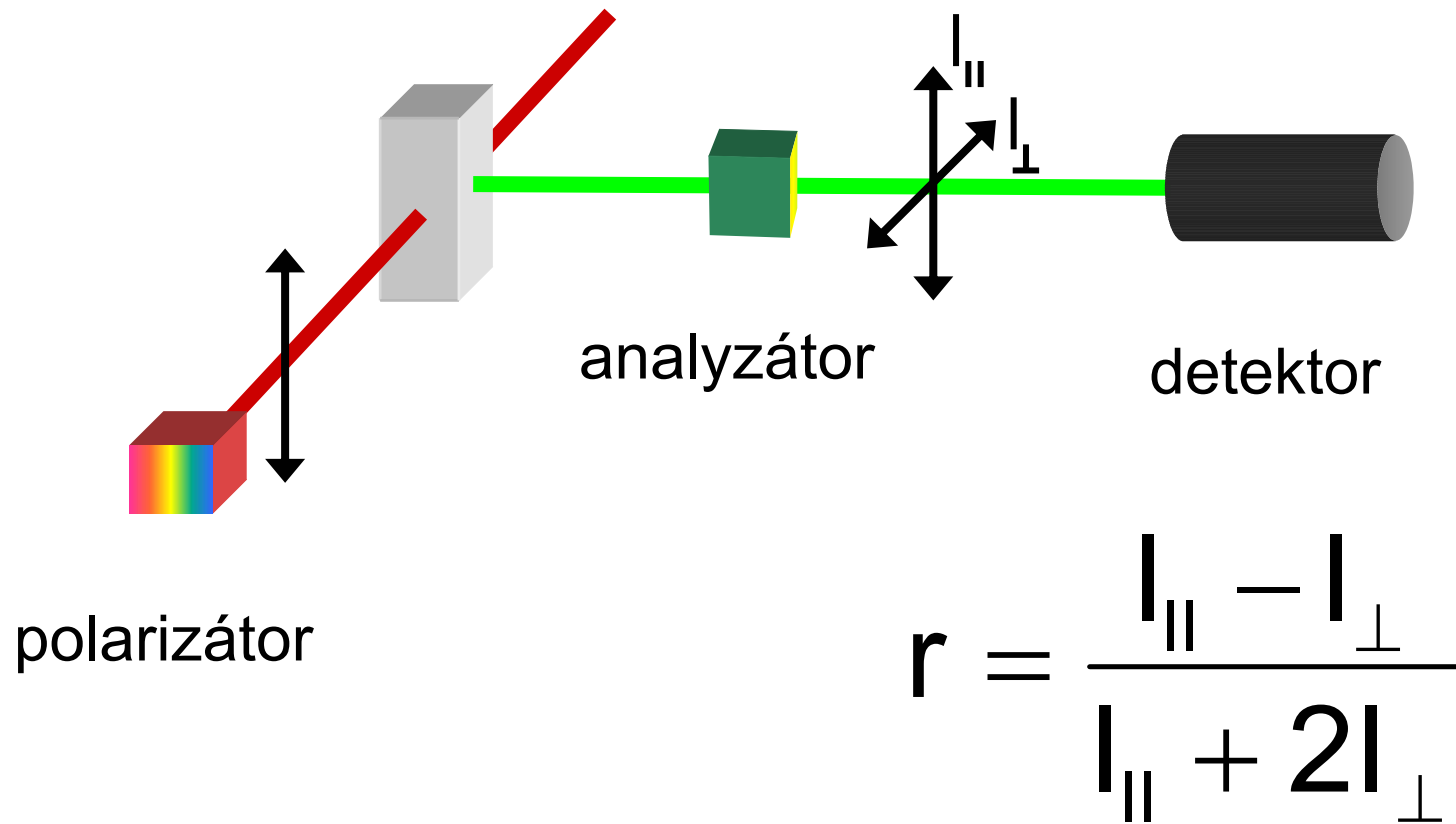 I||
I⊥
analyzátor
detektor
polarizátor
r = (I|| − I⊥) / (I|| + 2I⊥)